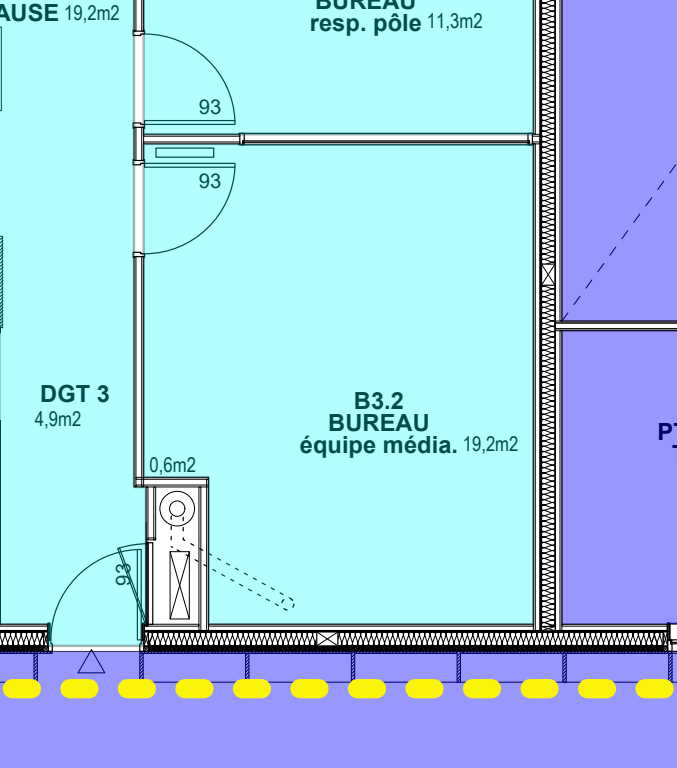 AUSE 19,2m2
BUREAU
resp. pôle 11,3m2
93
93
DGT 3
4,9m2
B3.2
BUREAU
équipe média. 19,2m2
0,6m2
93